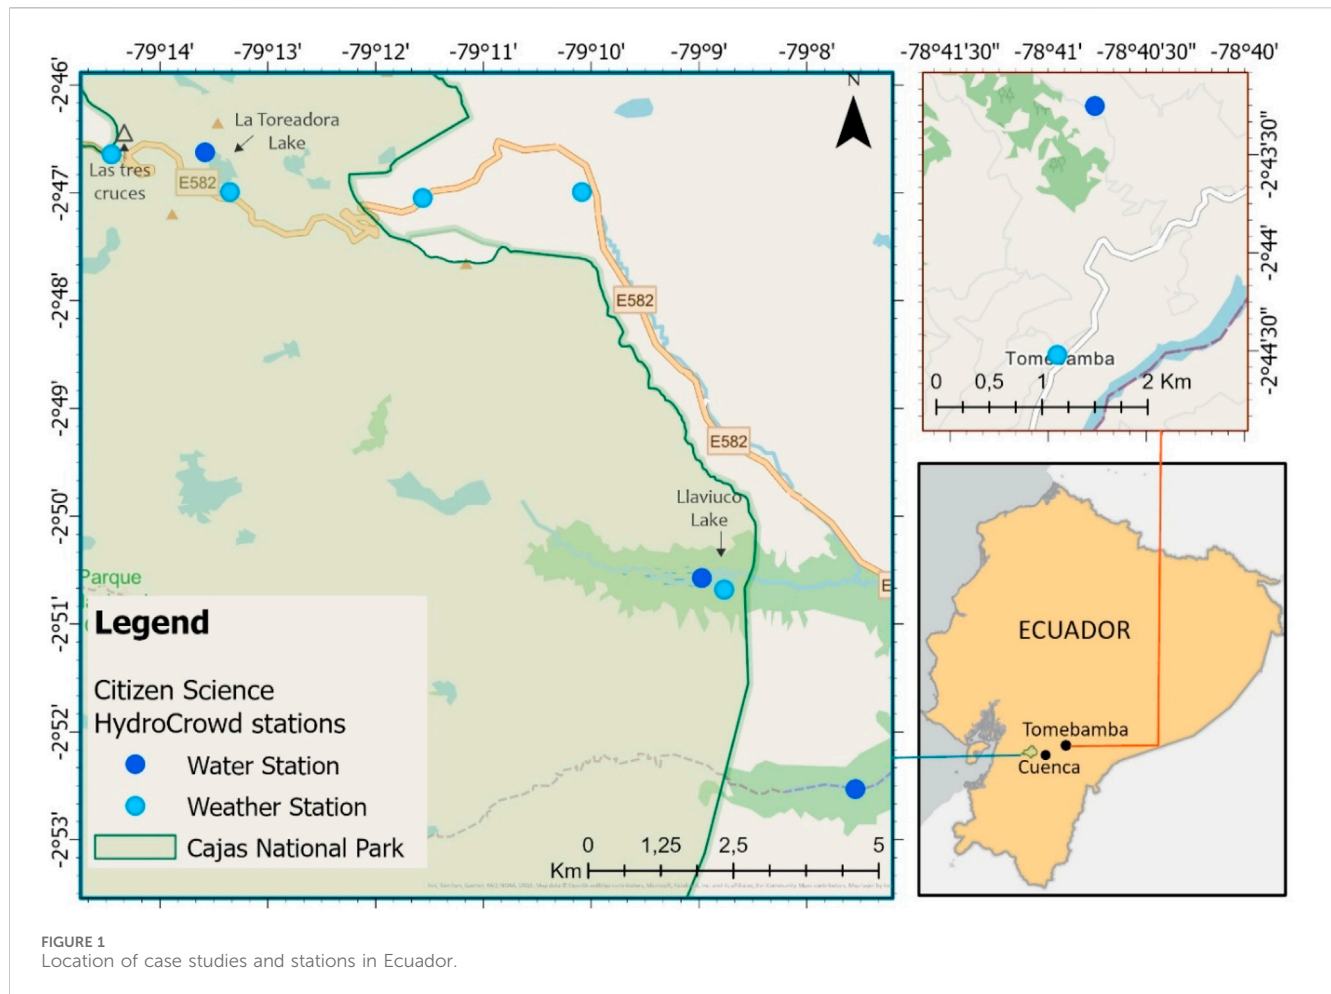 -79°14' -79°13' -79°12' -79°11' -79°10' -79°9' -79°8'
-78°41'30" -78°41' -78°40'30" -78°40'
-2°46'
-2°47'
-2°48'
-2°49'
-2°50'
-2°51'
-2°52'
-2°53'
N
La Toreadora
Lake
Las tres
cruces
E582
E582
E582
E
Llaviuco
Lake
Parque
Legend
Citizen Science
HydroCrowd stations
Water Station
Weather Station
Cajas National Park
0 1,25 2,5 5
Km
-2°43'30"
-2°44'
-2°44'30"
Tomebamba
0 0,5 1 2 Km
ECUADOR
Tomebamba
Cuenca
FIGURE 1
Location of case studies and stations in Ecuador.